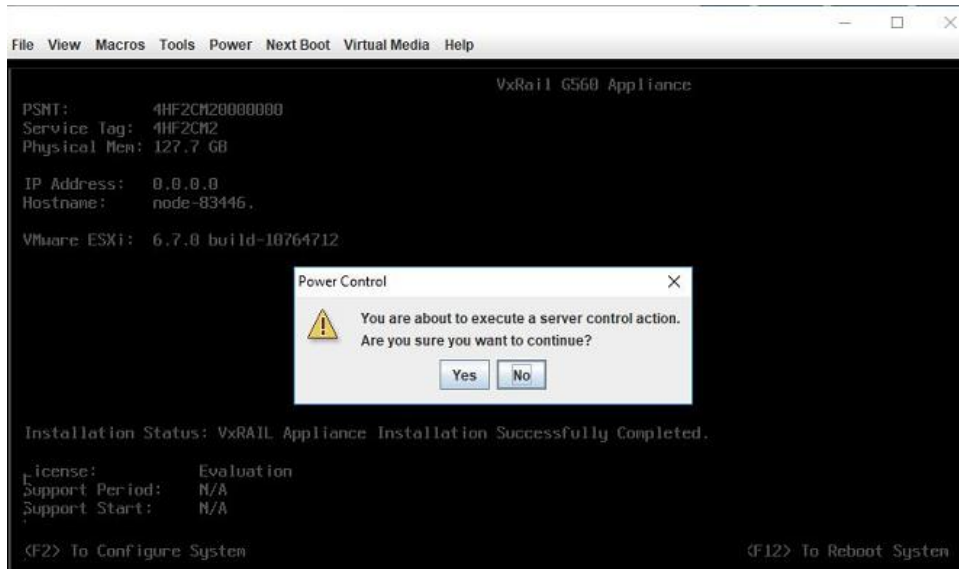 File View Macros Tools Power Next Boot Virtual Media Help
VxRail G560 Appliance
PSNT: 4HF2CM20000000
Service Tag: 4HF2CM2
Physical Mem: 127.7 GB
IP Address: 0.0.0.0
Hostname: node-83446.
VMware ESXi: 6.7.0 build-10764712
Power Control
You are about to execute a server control action.
Are you sure you want to continue?
Yes No
Installation Status: VxRAIL Appliance Installation Successfully Completed.
License: Evaluation
Support Period: N/A
Support Start: N/A
<F2> To Configure System <F12> To Reboot System